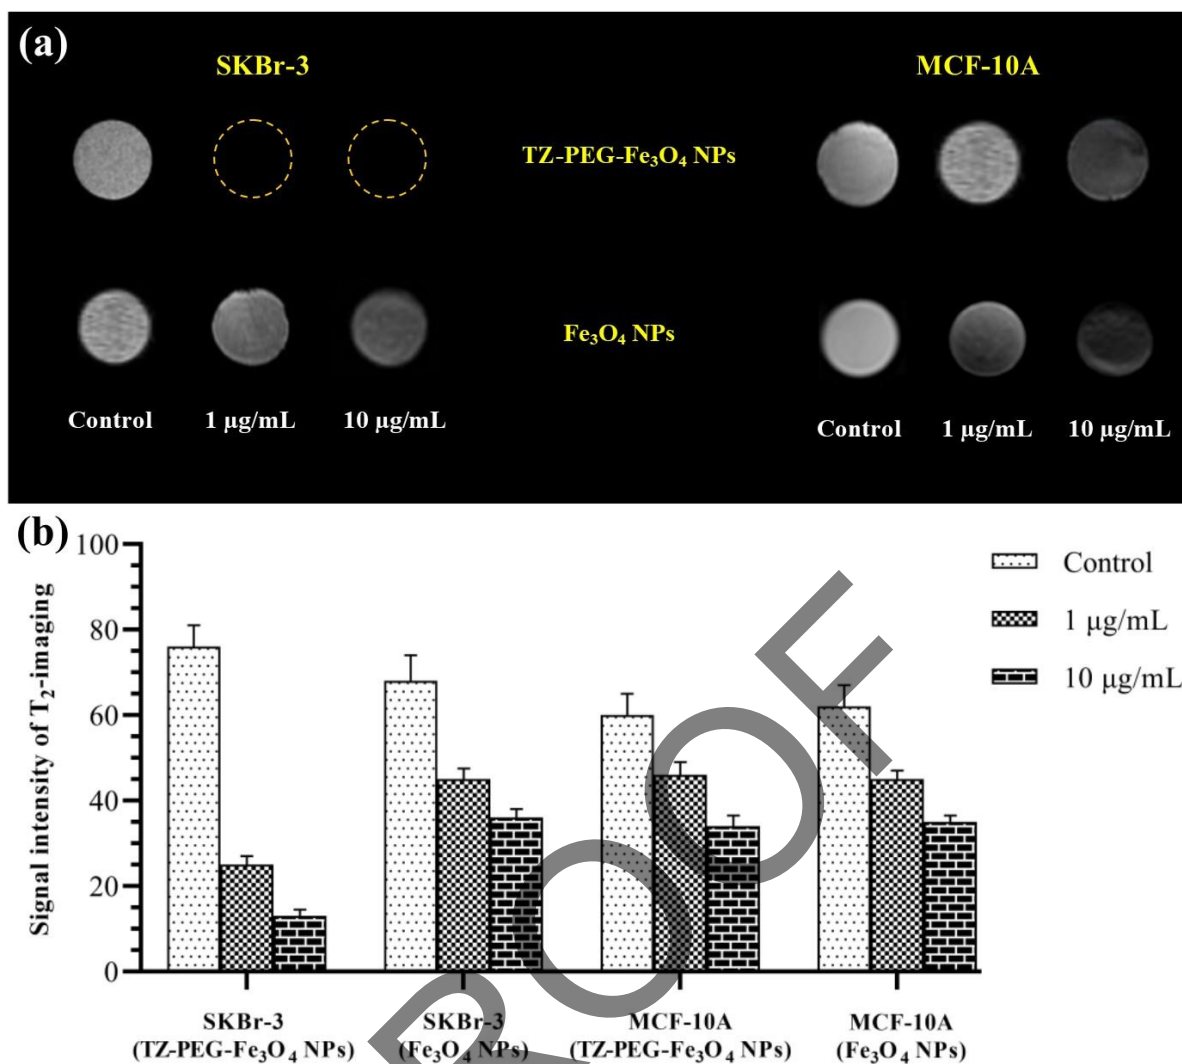 (a)
SKBr-3
MCF-10A
TZ-PEG-Fe₃O₄ NPs
Fe₃O₄ NPs
Control 1 µg/mL 10 µg/mL
Control 1 µg/mL 10 µg/mL
(b)
Signal intensity of T₂-imaging
100
80
60
40
20
0
Control
1 µg/mL
10 µg/mL
SKBr-3
(TZ-PEG-Fe₃O₄ NPs)
SKBr-3
(Fe₃O₄ NPs)
MCF-10A
(TZ-PEG-Fe₃O₄ NPs)
MCF-10A
(Fe₃O₄ NPs)
ROOF